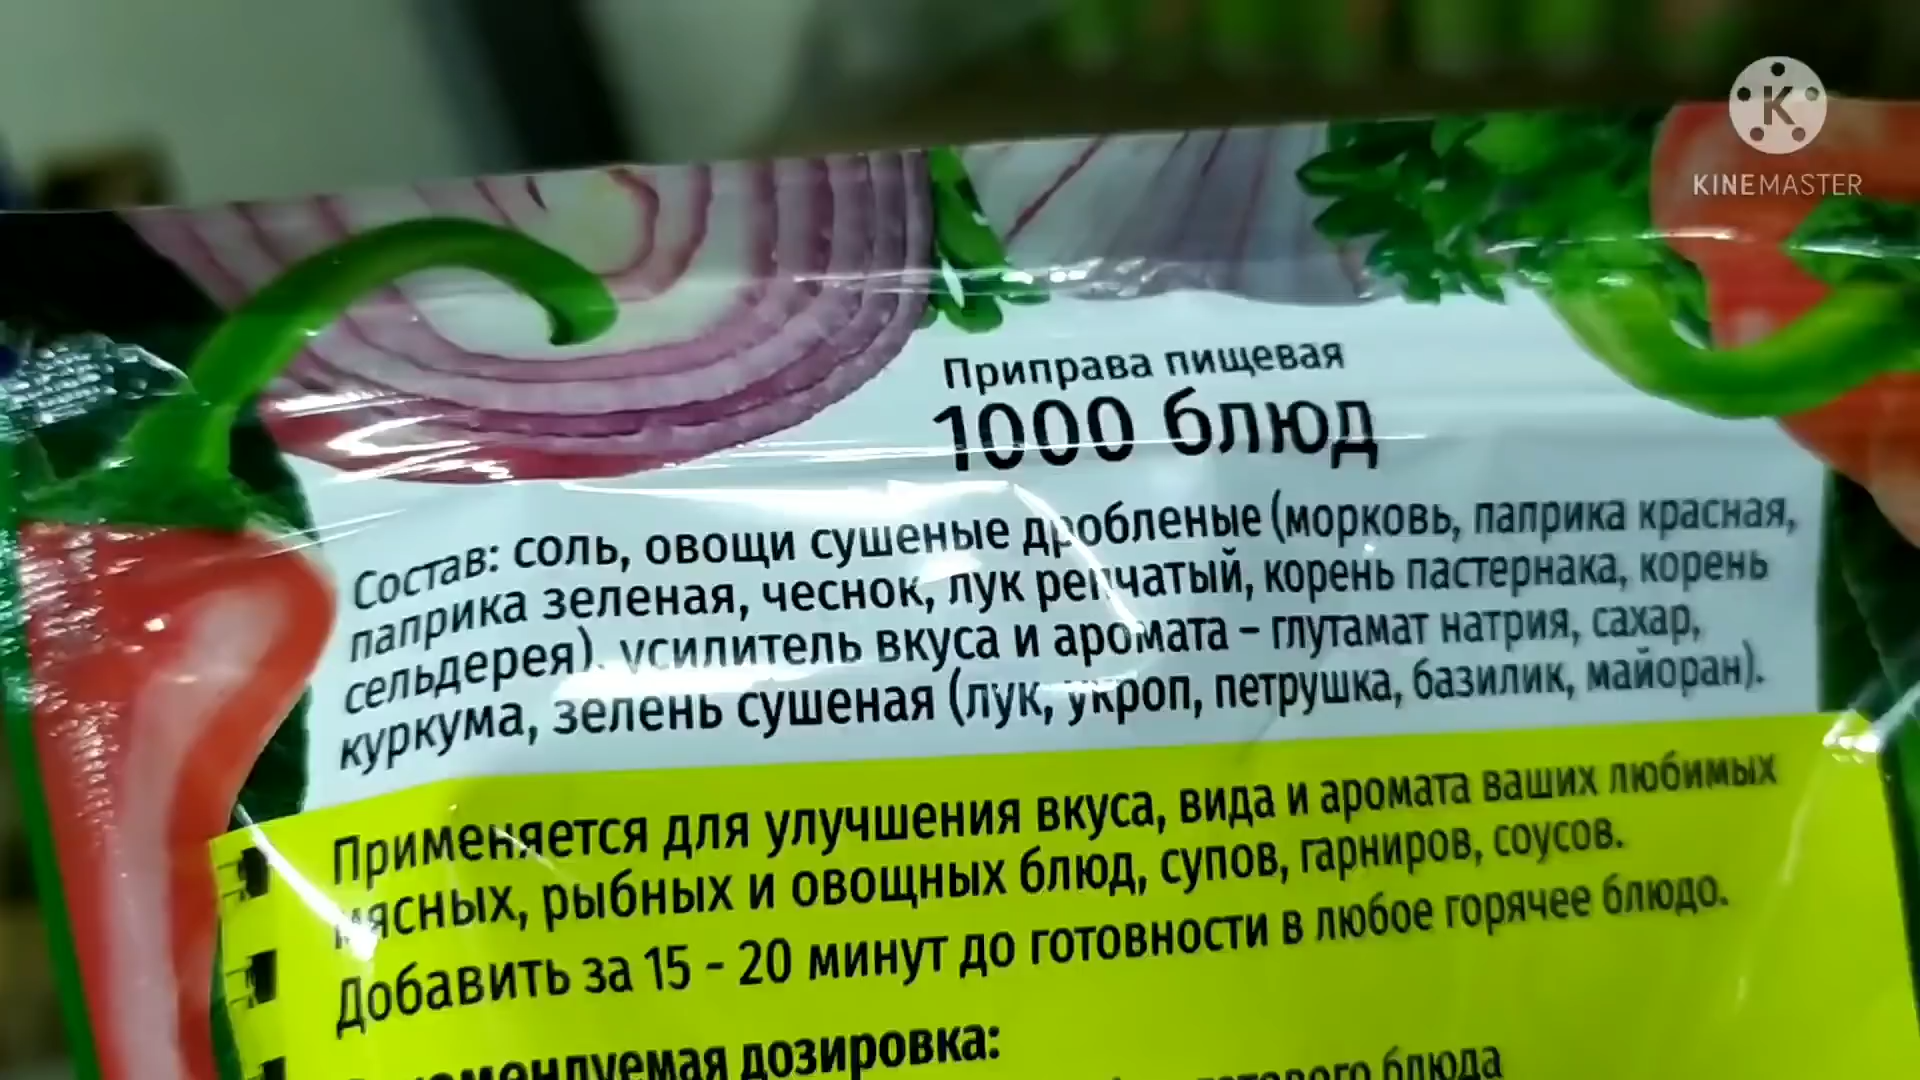 KINEMASTER
Приправа пищевая
1000 блюд
Состав: соль, овощи сушеные дробленые (морковь, паприка красная,
паприка зеленая, чеснок, лук репчатый, корень пастернака, корень
сельдерея), усилитель вкуса и аромата – глутамат натрия, сахар,
куркума, зелень сушеная (лук, укроп, петрушка, базилик, майоран).
Применяется для улучшения вкуса, вида и аромата ваших любимых
мясных, рыбных и овощных блюд, супов, гарниров, соусов.
Добавить за 15 - 20 минут до готовности в любое горячее блюдо.
дозировка:
блюда